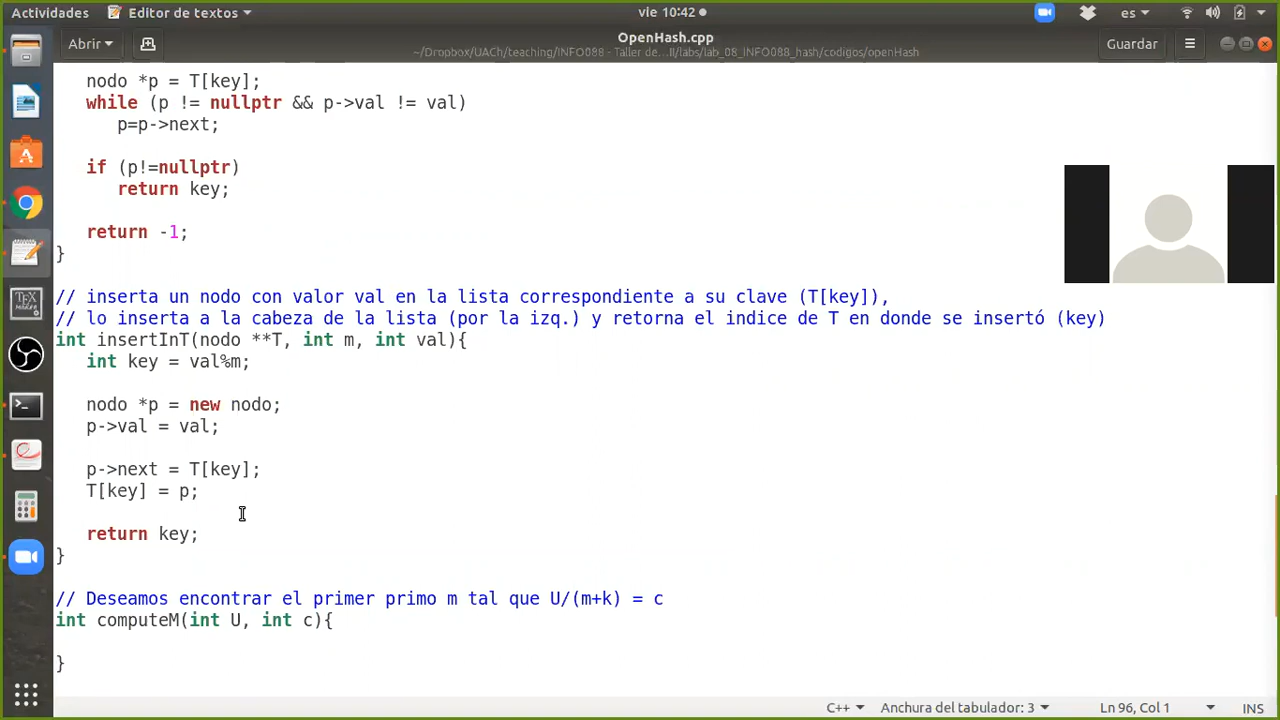 Actividades
Editor de textos
vie 10:42
es
Abrir
OpenHash.cpp
~/Dropbox/UACh/teaching/INFO088 - Taller de...II/labs/lab_08_INFO088_hash/codigos/openHash
Guardar
nodo *p = T[key];
while (p != nullptr && p->val != val)
p=p->next;
if (p!=nullptr)
return key;
return -1;
}
// inserta un nodo con valor val en la lista correspondiente a su clave (T[key]),
// lo inserta a la cabeza de la lista (por la izq.) y retorna el indice de T en donde se insertó (key)
int insertInT(nodo **T, int m, int val){
int key = val%m;
nodo *p = new nodo;
p->val = val;
p->next = T[key];
T[key] = p;
return key;
}
// Deseamos encontrar el primer primo m tal que U/(m+k) = c
int computeM(int U, int c){
}
C++
Anchura del tabulador: 3
Ln 96, Col 1
INS